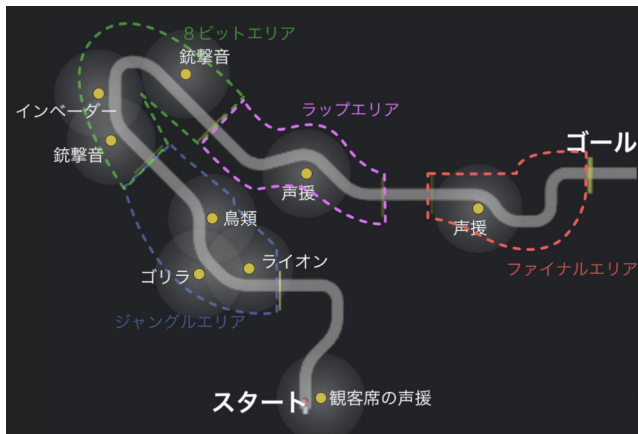 ８ビットエリア
銃撃音
インベーダー
銃撃音
ラップエリア
声援
ゴール
声援
ファイナルエリア
鳥類
ライオン
ゴリラ
ジャングルエリア
スタート
観客席の声援